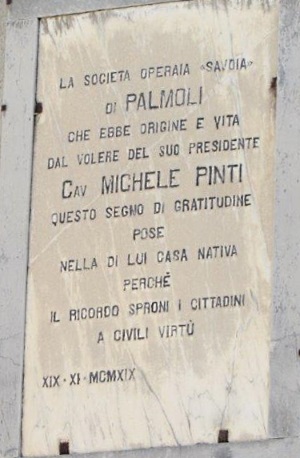 LA SOCIETA OPERAIA «SAVOIA»
DI PALMOLI
CHE EBBE ORIGINE E VITA
DAL VOLERE DEL SUO PRESIDENTE
CAV MICHELE PINTI
QUESTO SEGNO DI GRATITUDINE
POSE
NELLA DI LUI CASA NATIVA
PERCHÈ
IL RICORDO SPRONI I CITTADINI
A CIVILI VIRTÙ
XIX·XI·MCMXIX